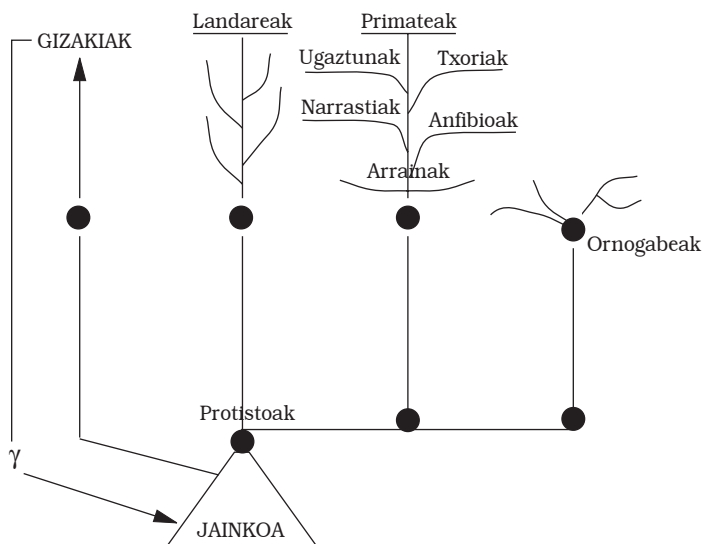 Landareak
Primateak
GIZAKIAK
Ugaztunak
Txoriak
Narrastiak
Anfibioak
Arrainak
Ornogabeak
Protistoak
γ
JAINKOA